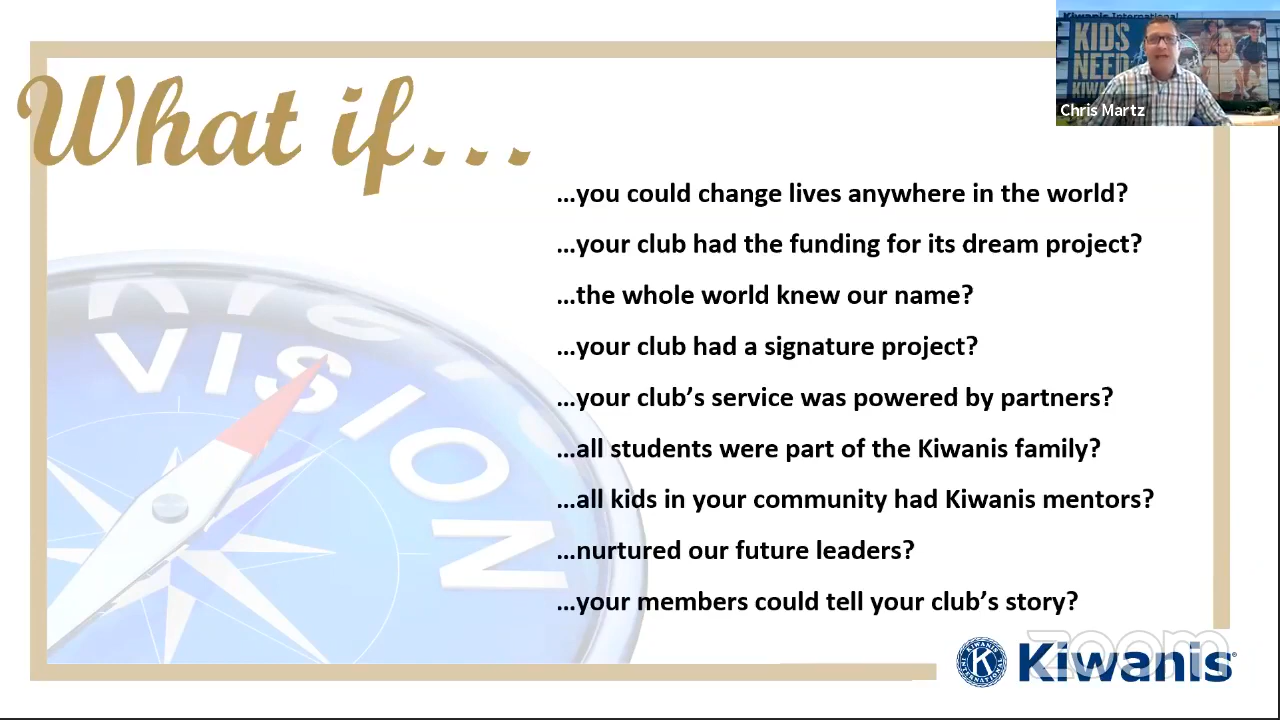 Kiwanis International
KIDS
NEED
KIWANIS
Chris Martz
What if...
...you could change lives anywhere in the world?
...your club had the funding for its dream project?
...the whole world knew our name?
...your club had a signature project?
...your club’s service was powered by partners?
...all students were part of the Kiwanis family?
...all kids in your community had Kiwanis mentors?
...nurtured our future leaders?
...your members could tell your club’s story?
VISION
zoom
K
Kiwanis®